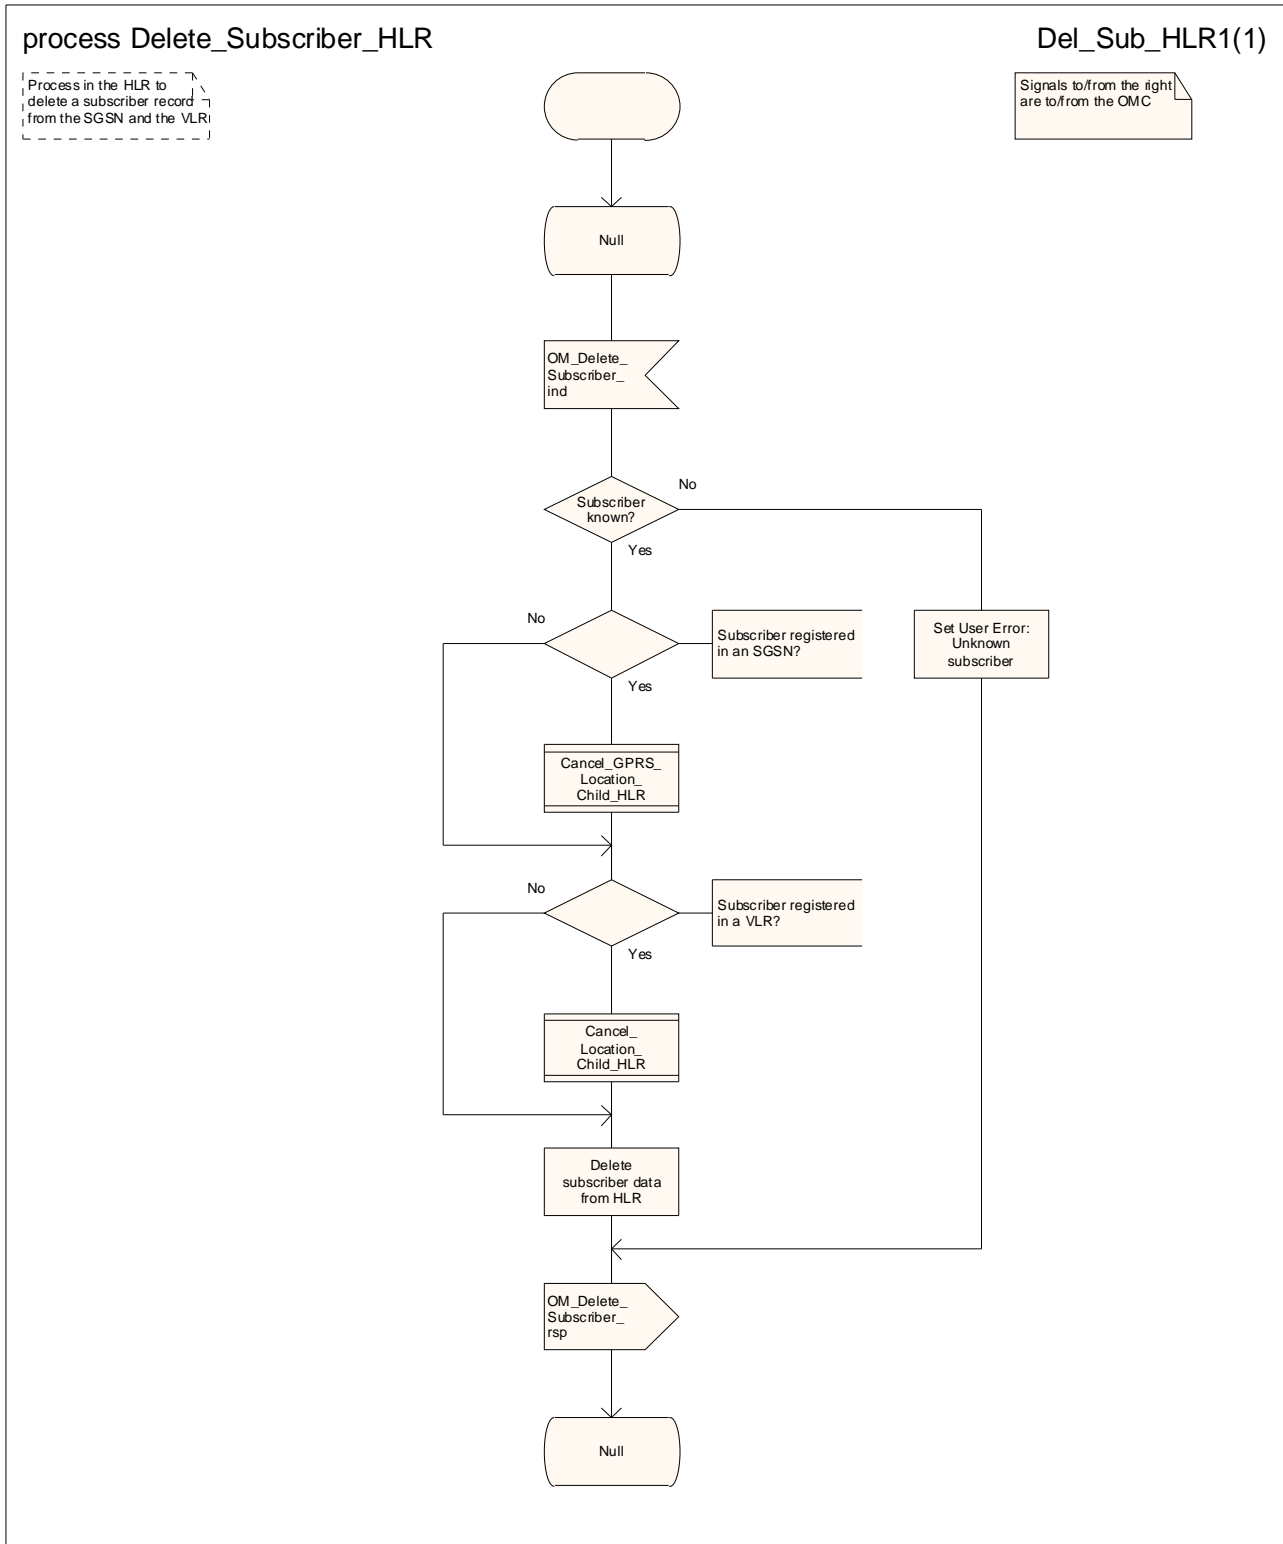 process Delete_Subscriber_HLR
Del_Sub_HLR1(1)
Process in the HLR to
delete a subscriber record
from the SGSN and the VLR
Signals to/from the right
are to/from the OMC
Null
OM_Delete_
Subscriber_
ind
Subscriber
known?
No
Yes
No
Subscriber registered
in an SGSN?
Set User Error:
Unknown
subscriber
Yes
Cancel_GPRS_
Location_
Child_HLR
No
Subscriber registered
in a VLR?
Yes
Cancel_
Location_
Child_HLR
Delete
subscriber data
from HLR
OM_Delete_
Subscriber_
rsp
Null